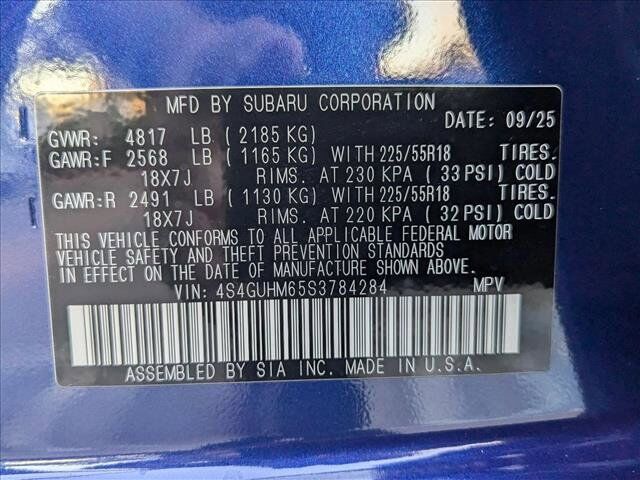 MFD BY SUBARU CORPORATION
DATE: 09/25
GVWR: 4817 LB ( 2185 KG)
GAWR:F 2568 LB ( 1165 KG) WITH 225/55R18 TIRES.
18X7J RIMS. AT 230 KPA ( 33 PSI) COLD
GAWR:R 2491 LB ( 1130 KG) WITH 225/55R18 TIRES.
18X7J RIMS. AT 220 KPA ( 32 PSI) COLD
THIS VEHICLE CONFORMS TO ALL APPLICABLE FEDERAL MOTOR
VEHICLE SAFETY AND THEFT PREVENTION STANDARDS
IN EFFECT ON THE DATE OF MANUFACTURE SHOWN ABOVE.
VIN: 4S4GUHM65S3784284 MPV
ASSEMBLED BY SIA INC. MADE IN U.S.A.